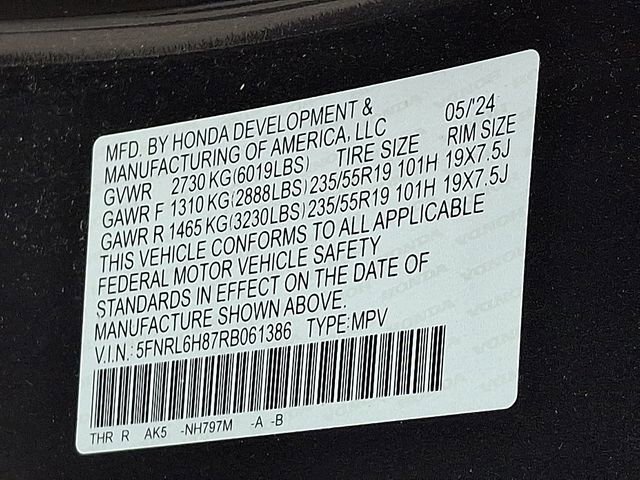 MFD. BY HONDA DEVELOPMENT & 05/'24
MANUFACTURING OF AMERICA, LLC
GVWR 2730 KG(6019LBS) TIRE SIZE RIM SIZE
GAWR F 1310 KG(2888LBS) 235/55R19 101H 19X7.5J
GAWR R 1465 KG(3230LBS) 235/55R19 101H 19X7.5J
THIS VEHICLE CONFORMS TO ALL APPLICABLE
FEDERAL MOTOR VEHICLE SAFETY
STANDARDS IN EFFECT ON THE DATE OF
MANUFACTURE SHOWN ABOVE.
V.I.N.: 5FNRL6H87RB061386 TYPE:MPV
THR R AK5 -NH797M -A -B